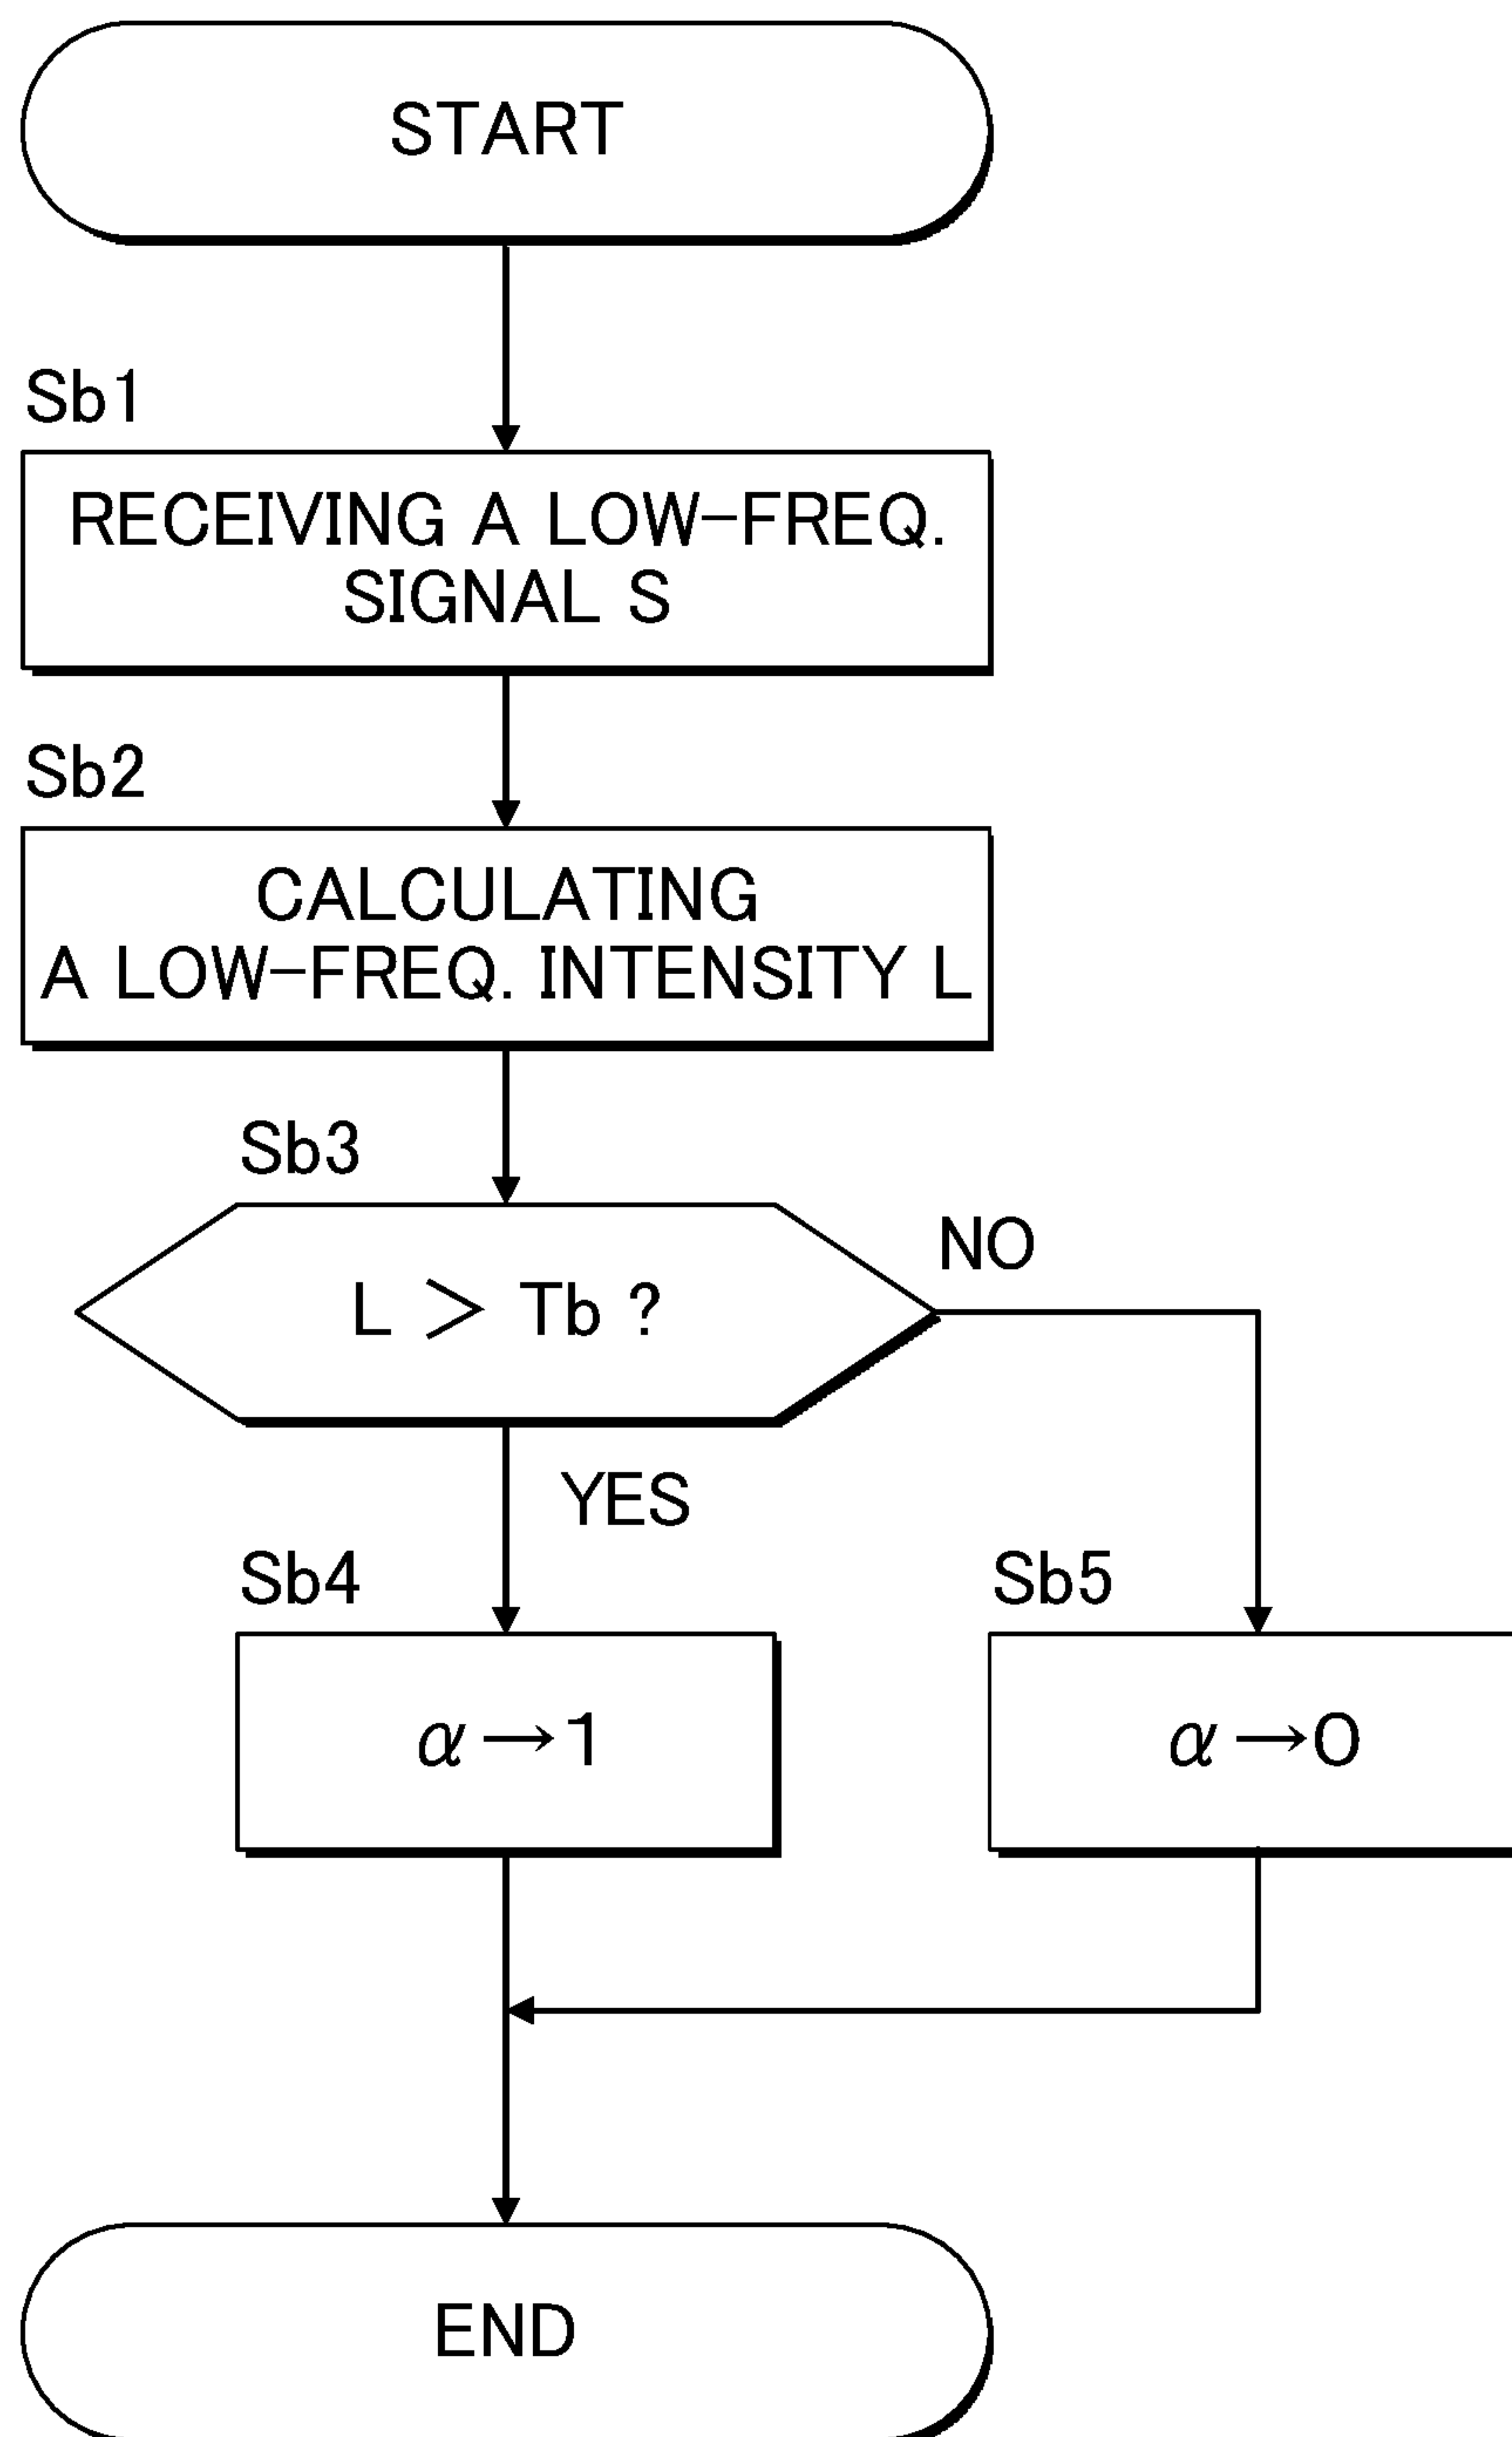 START
Sb1
RECEIVING A LOW-FREQ.
SIGNAL S
Sb2
CALCULATING
A LOW-FREQ. INTENSITY L
Sb3
L > Tb ?
NO
YES
Sb4
α→1
Sb5
α→0
END